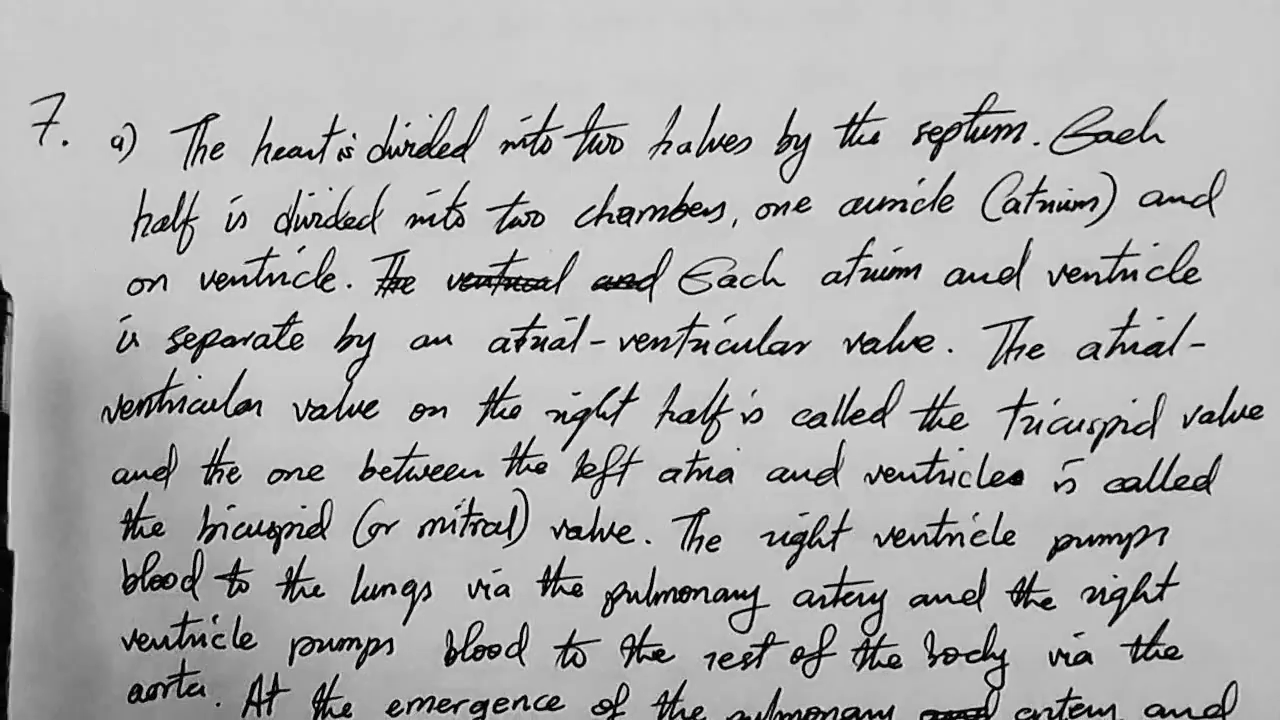 7. a) The heart is divided into two halves by the septum. Each
half is divided into two chambers, one auricle (atrium) and
on ventricle. The ventrical and Each atrium and ventricle
is separate by an atrial-ventricular valve. The atrial-
ventricular valve on the right half is called the tricuspid valve
and the one between the left atria and ventricle is called
the bicuspid (or mitral) valve. The right ventricle pumps
blood to the lungs via the pulmonary artery and the right
ventricle pumps blood to the rest of the body via the
aorta. At the emergence of the pulmonary and artery and